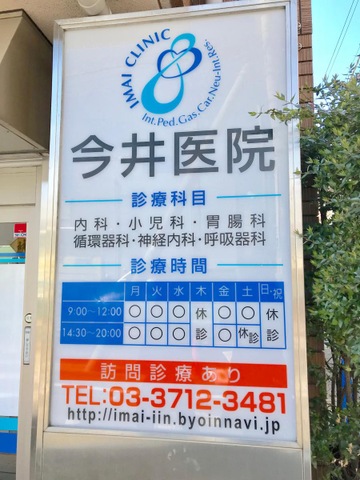 IMAI CLINIC
Int.Ped.Gas.Car.Neu-Int.Res.
今井医院
診療科目
内科・小児科・胃腸科
循環器科・神経内科・呼吸器科
診療時間
月 火 水 木 金 土 日・祝
9:00〜12:00 ○ ○ ○ 休 ○ ○ 休
14:30〜20:00 ○ ○ ○ 診 ○ 休診 診
訪問診療あり
TEL:03-3712-3481
http://imai-iin.byoinnavi.jp